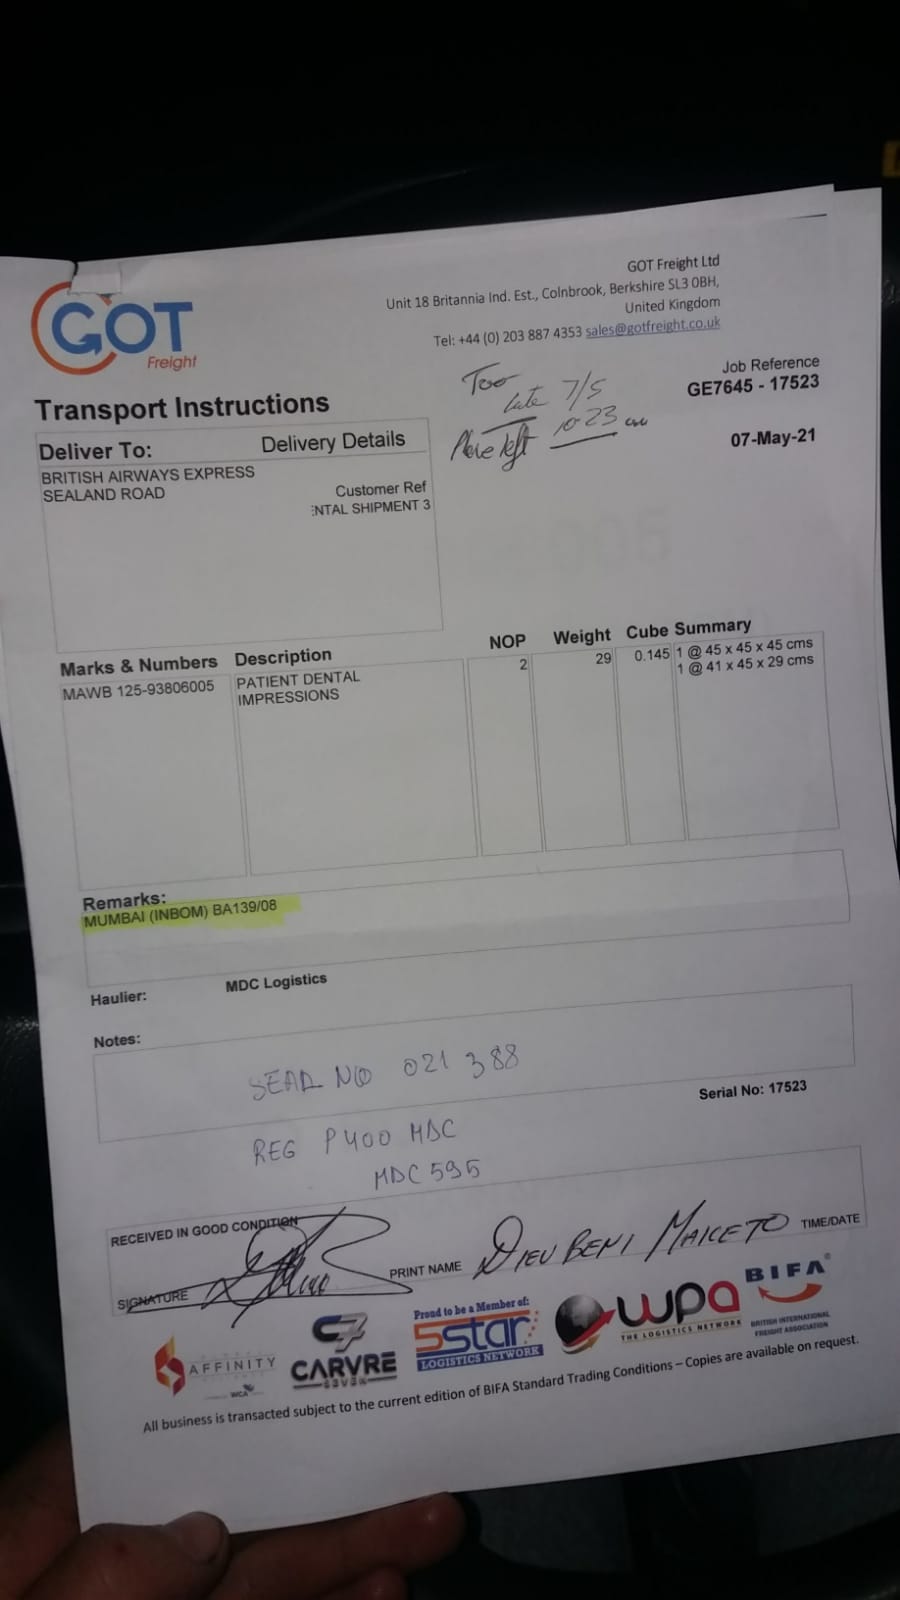 GOT
Freight
GOT Freight Ltd
Unit 18 Britannia Ind. Est., Colnbrook, Berkshire SL3 0BH,
United Kingdom
Tel: +44 (0) 203 887 4353 sales@gotfreight.co.uk
Transport Instructions
Too
late 7/5
left 10 23
Job Reference
GE7645 - 17523
07-May-21
Deliver To: Delivery Details
BRITISH AIRWAYS EXPRESS
SEALAND ROAD
Customer Ref
ENTAL SHIPMENT 3
Marks & Numbers Description NOP Weight Cube Summary
MAWB 125-93806005 PATIENT DENTAL 2 29 0.145 1 @ 45 x 45 x 45 cms
IMPRESSIONS 1 @ 41 x 45 x 29 cms
Remarks:
MUMBAI (INBOM) BA139/08
Haulier: MDC Logistics
Notes:
SEAL NO 021 388
Serial No: 17523
REG P400 MDC
MDC 595
RECEIVED IN GOOD CONDITION
SIGNATURE PRINT NAME DIEU BENI MAKETO TIME/DATE
AFFINITY
WCA
C7
CARVRE
SEVEN
Proud to be a Member of:
5star
LOGISTICS NETWORK
wpa
THE LOGISTICS NETWORK
BIFA
BRITISH INTERNATIONAL
FREIGHT ASSOCIATION
All business is transacted subject to the current edition of BIFA Standard Trading Conditions – Copies are available on request.